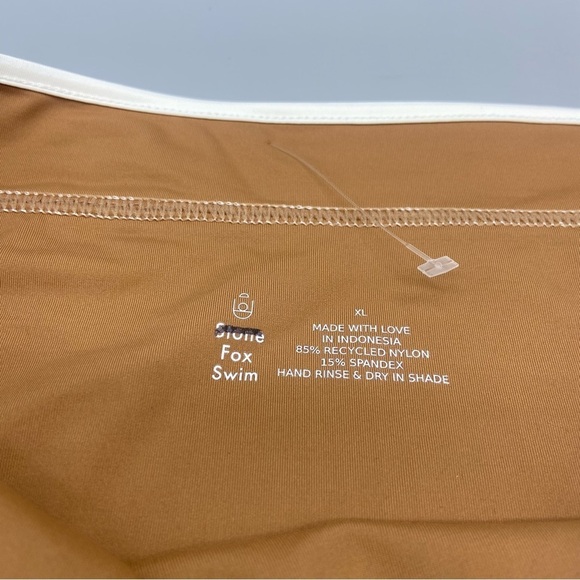 Stone
Fox
Swim
XL
MADE WITH LOVE
IN INDONESIA
85% RECYCLED NYLON
15% SPANDEX
HAND RINSE & DRY IN SHADE